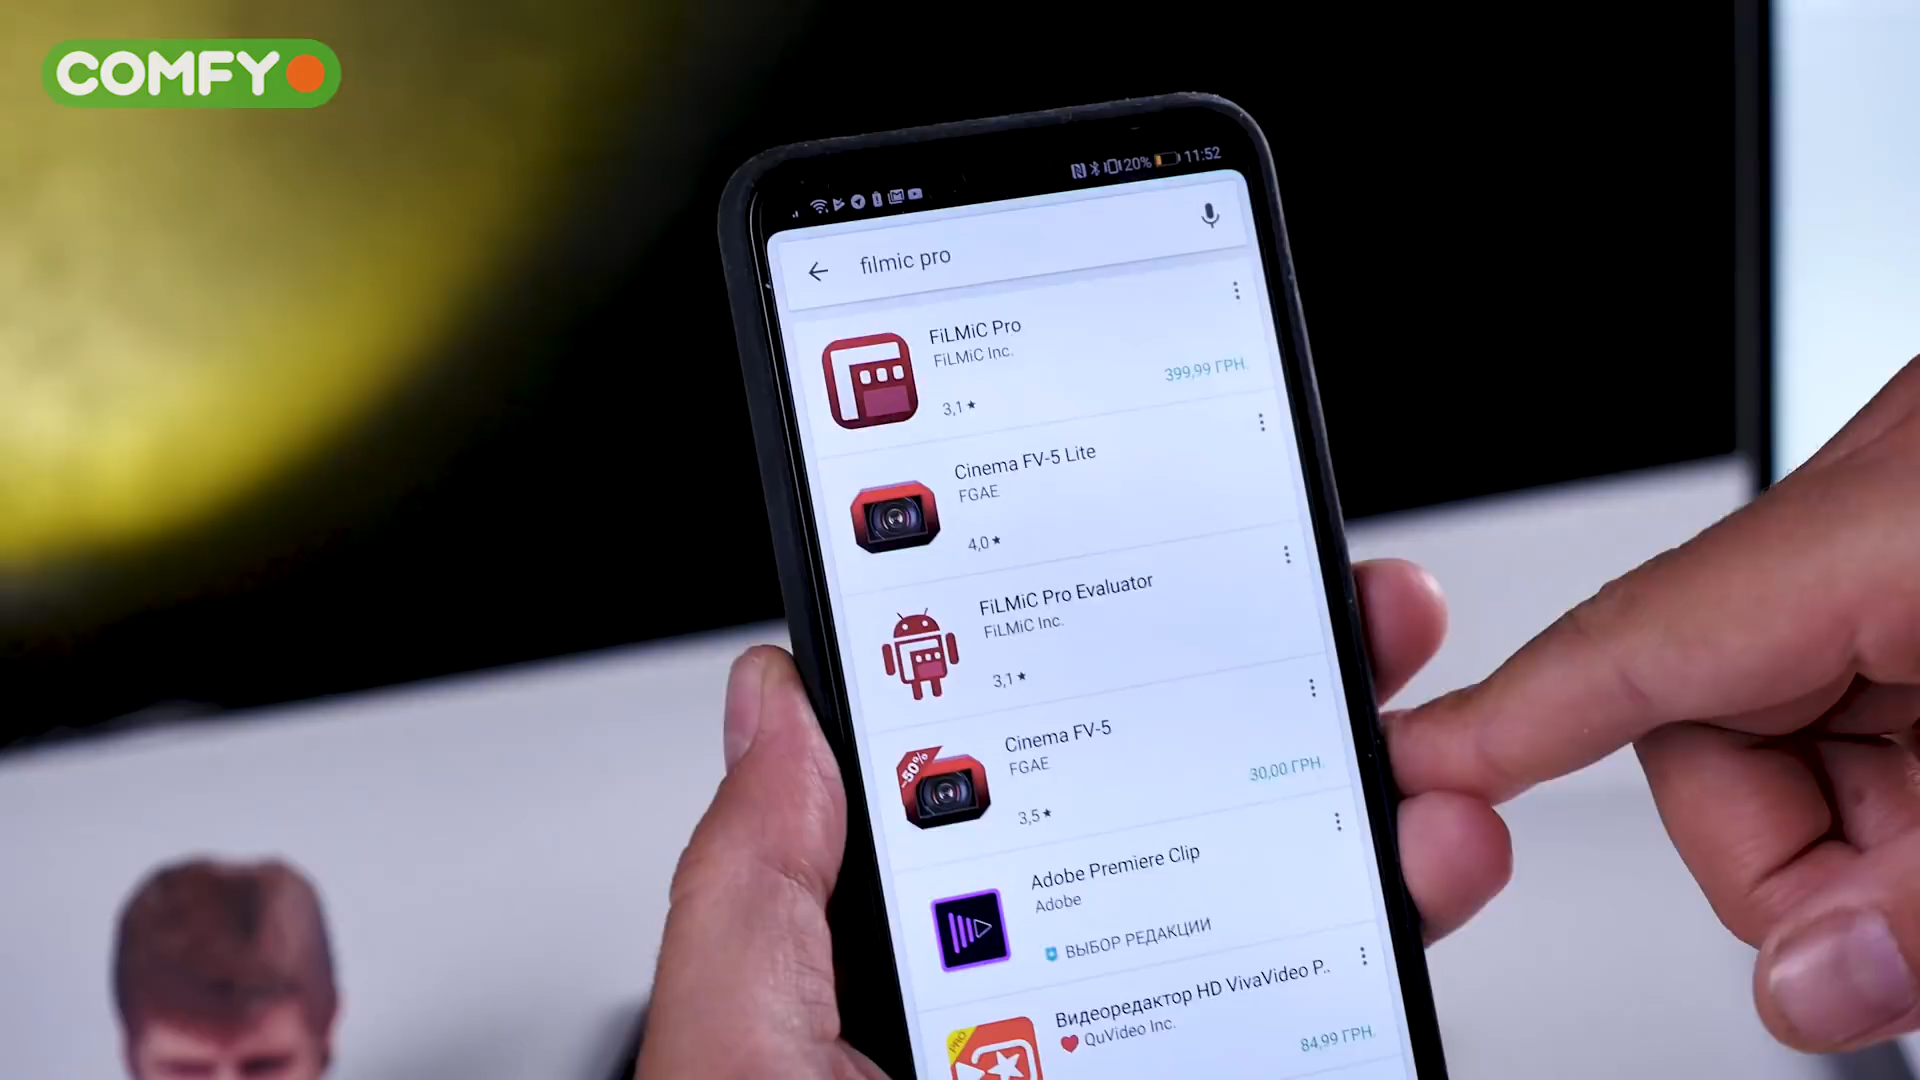 COMFY
20% 11:52
filmic pro
FiLMiC Pro
FiLMiC Inc.
399,99 ГРН.
3,1★
Cinema FV-5 Lite
FGAE
4,0★
FiLMiC Pro Evaluator
FiLMiC Inc.
3,1★
-50%
Cinema FV-5
FGAE
30,00 ГРН.
3,5★
Adobe Premiere Clip
Adobe
ВЫБОР РЕДАКЦИИ
PRO
Видеоредактор HD VivaVideo P..
QuVideo Inc.
84,99 ГРН.